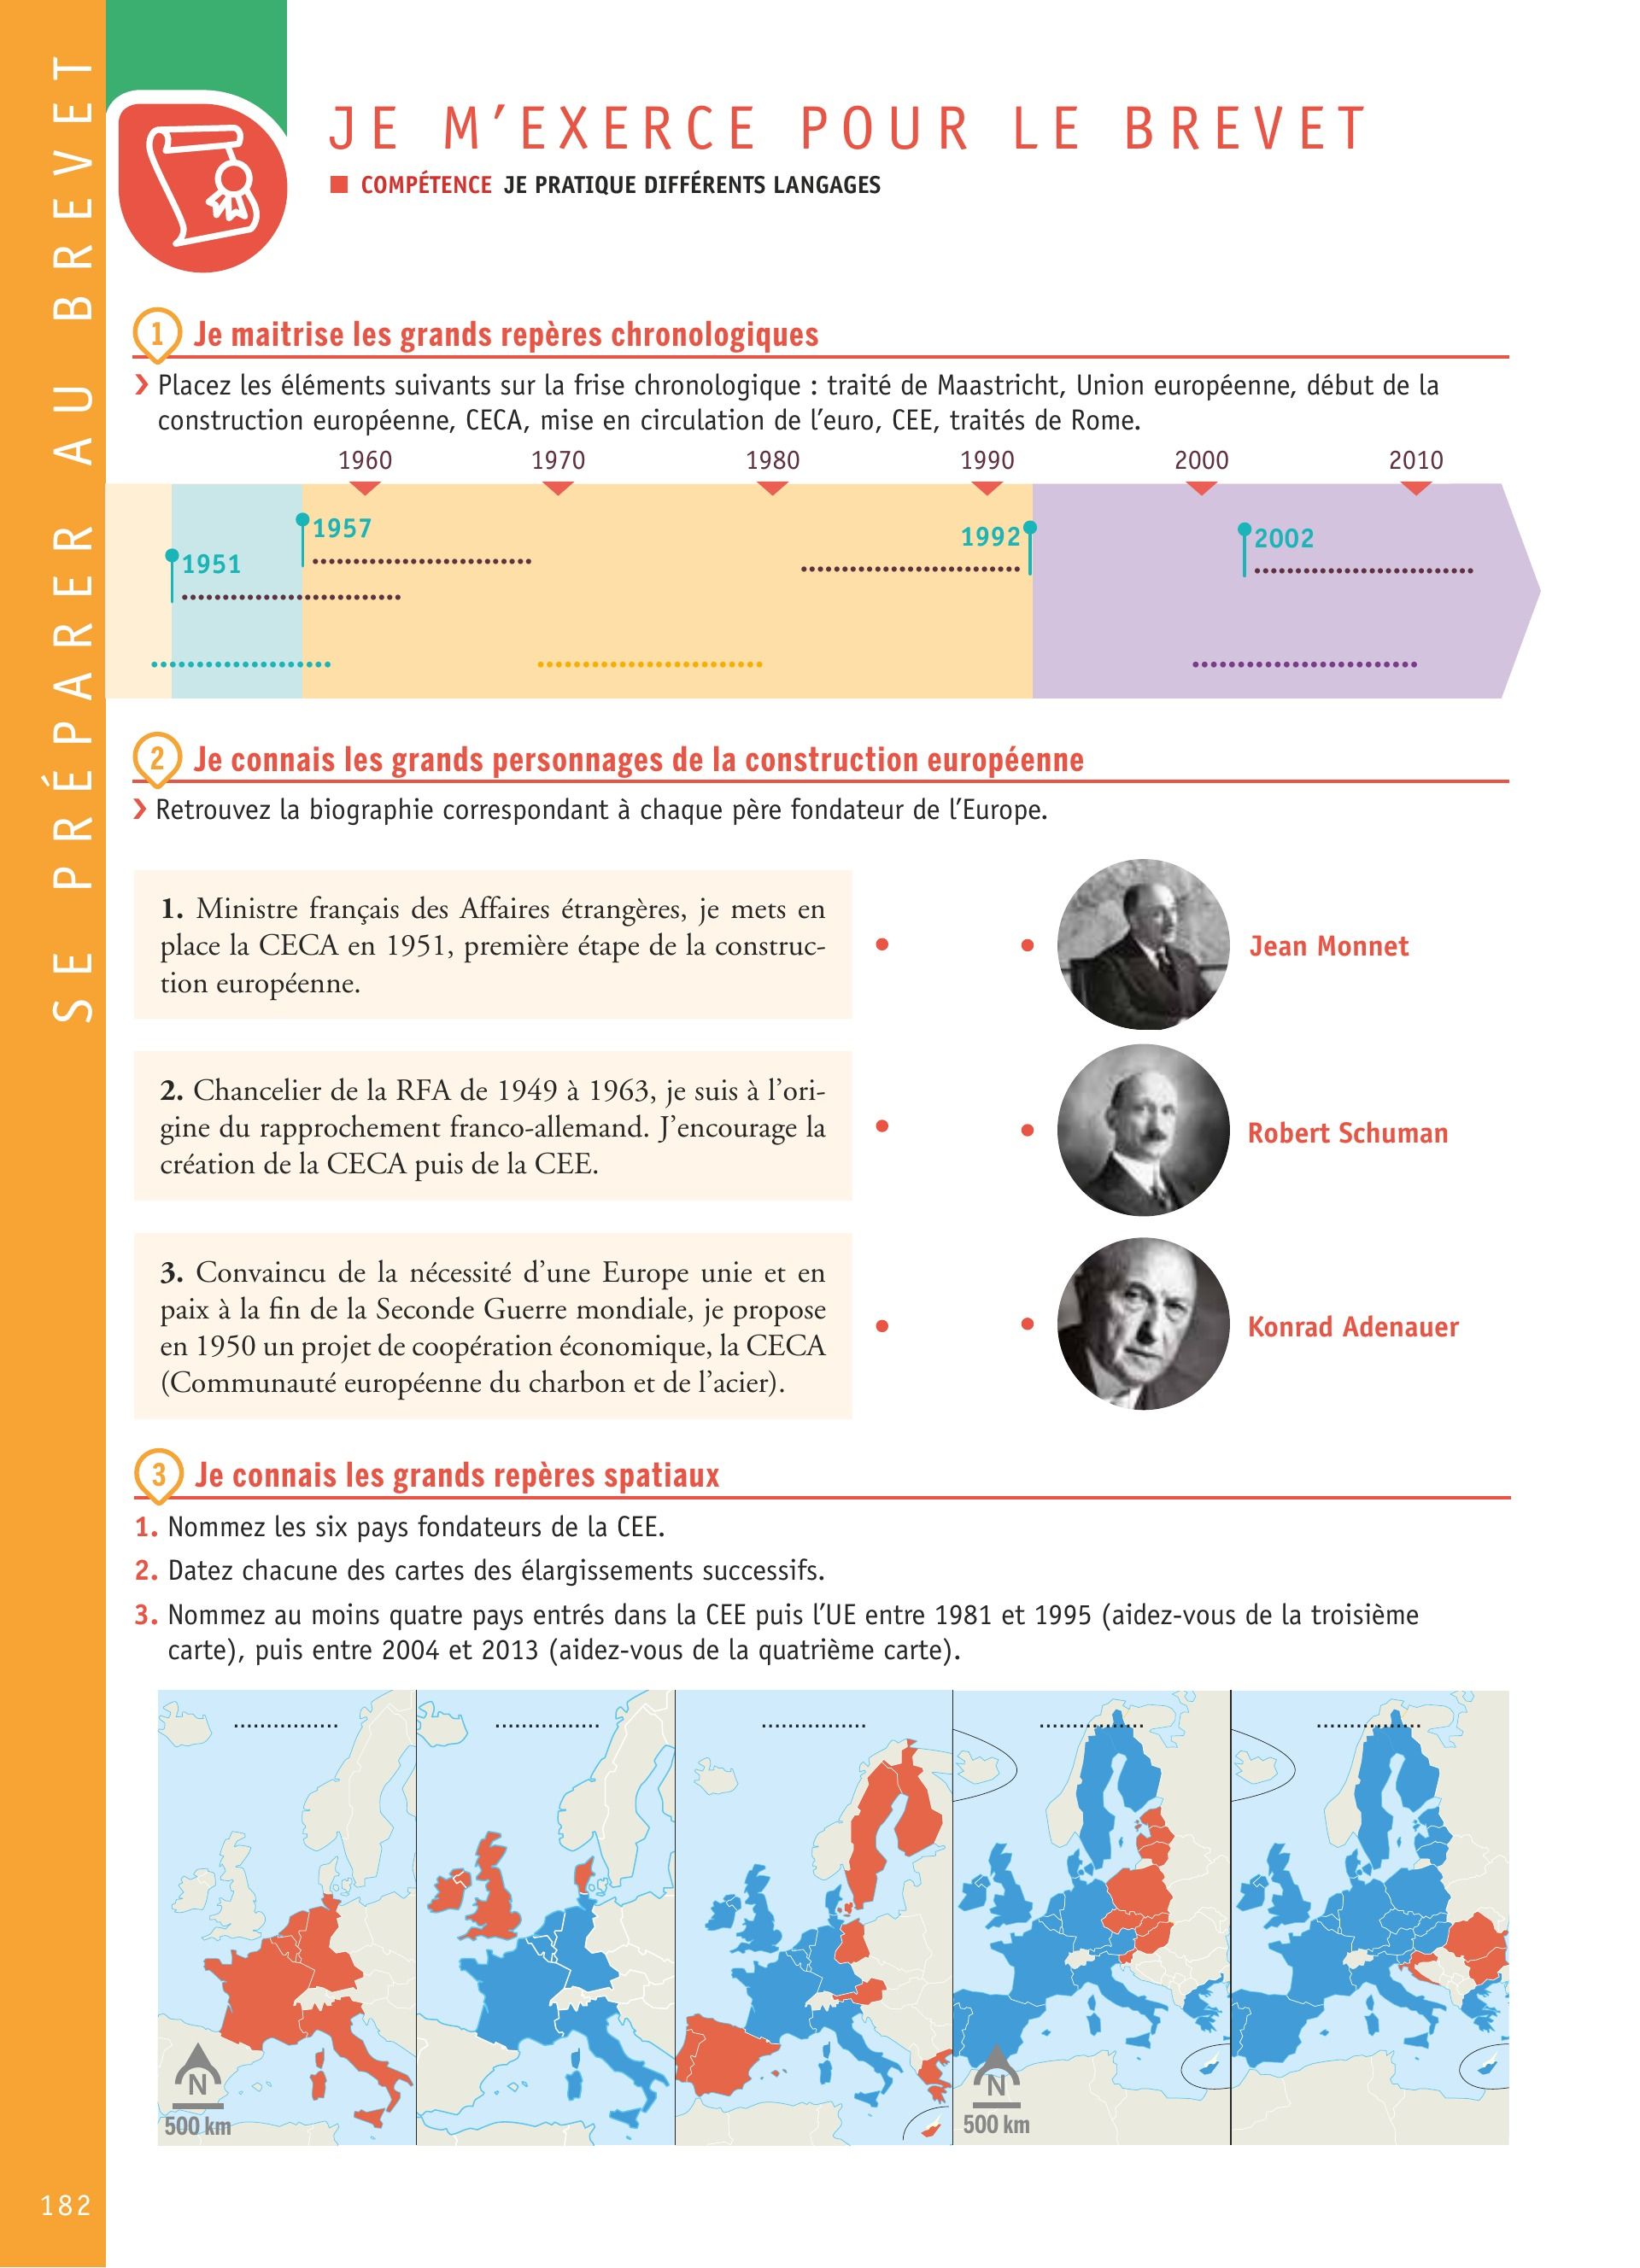 SE PRÉPARER AU BREVET
JE M'EXERCE POUR LE BREVET
COMPÉTENCE JE PRATIQUE DIFFÉRENTS LANGAGES
1 Je maitrise les grands repères chronologiques
❯ Placez les éléments suivants sur la frise chronologique : traité de Maastricht, Union européenne, début de la
construction européenne, CECA, mise en circulation de l'euro, CEE, traités de Rome.
1960 1970 1980 1990 2000 2010
1957
1992
2002
1951
2 Je connais les grands personnages de la construction européenne
❯ Retrouvez la biographie correspondant à chaque père fondateur de l'Europe.
1. Ministre français des Affaires étrangères, je mets en
place la CECA en 1951, première étape de la construc-
tion européenne.
Jean Monnet
2. Chancelier de la RFA de 1949 à 1963, je suis à l'ori-
gine du rapprochement franco-allemand. J'encourage la
création de la CECA puis de la CEE.
Robert Schuman
3. Convaincu de la nécessité d'une Europe unie et en
paix à la fin de la Seconde Guerre mondiale, je propose
en 1950 un projet de coopération économique, la CECA
(Communauté européenne du charbon et de l'acier).
Konrad Adenauer
3 Je connais les grands repères spatiaux
1. Nommez les six pays fondateurs de la CEE.
2. Datez chacune des cartes des élargissements successifs.
3. Nommez au moins quatre pays entrés dans la CEE puis l'UE entre 1981 et 1995 (aidez-vous de la troisième
carte), puis entre 2004 et 2013 (aidez-vous de la quatrième carte).
N
500 km
N
500 km
182